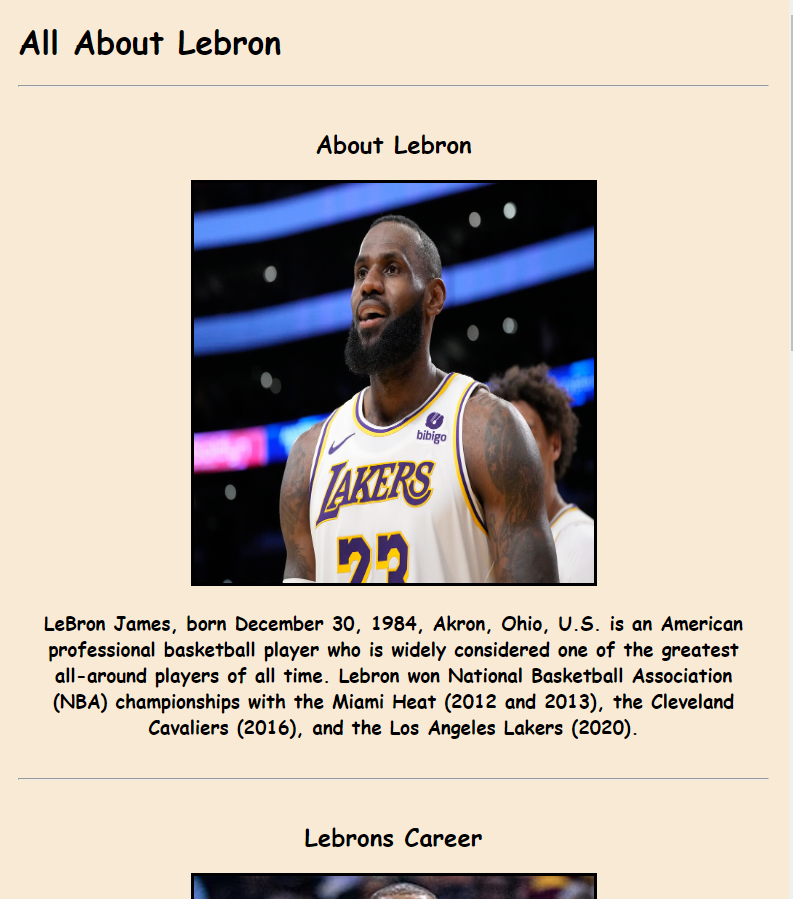 All About Lebron
About Lebron
bibigo
LAKERS
23
LeBron James, born December 30, 1984, Akron, Ohio, U.S. is an American
professional basketball player who is widely considered one of the greatest
all-around players of all time. Lebron won National Basketball Association
(NBA) championships with the Miami Heat (2012 and 2013), the Cleveland
Cavaliers (2016), and the Los Angeles Lakers (2020).
Lebrons Career